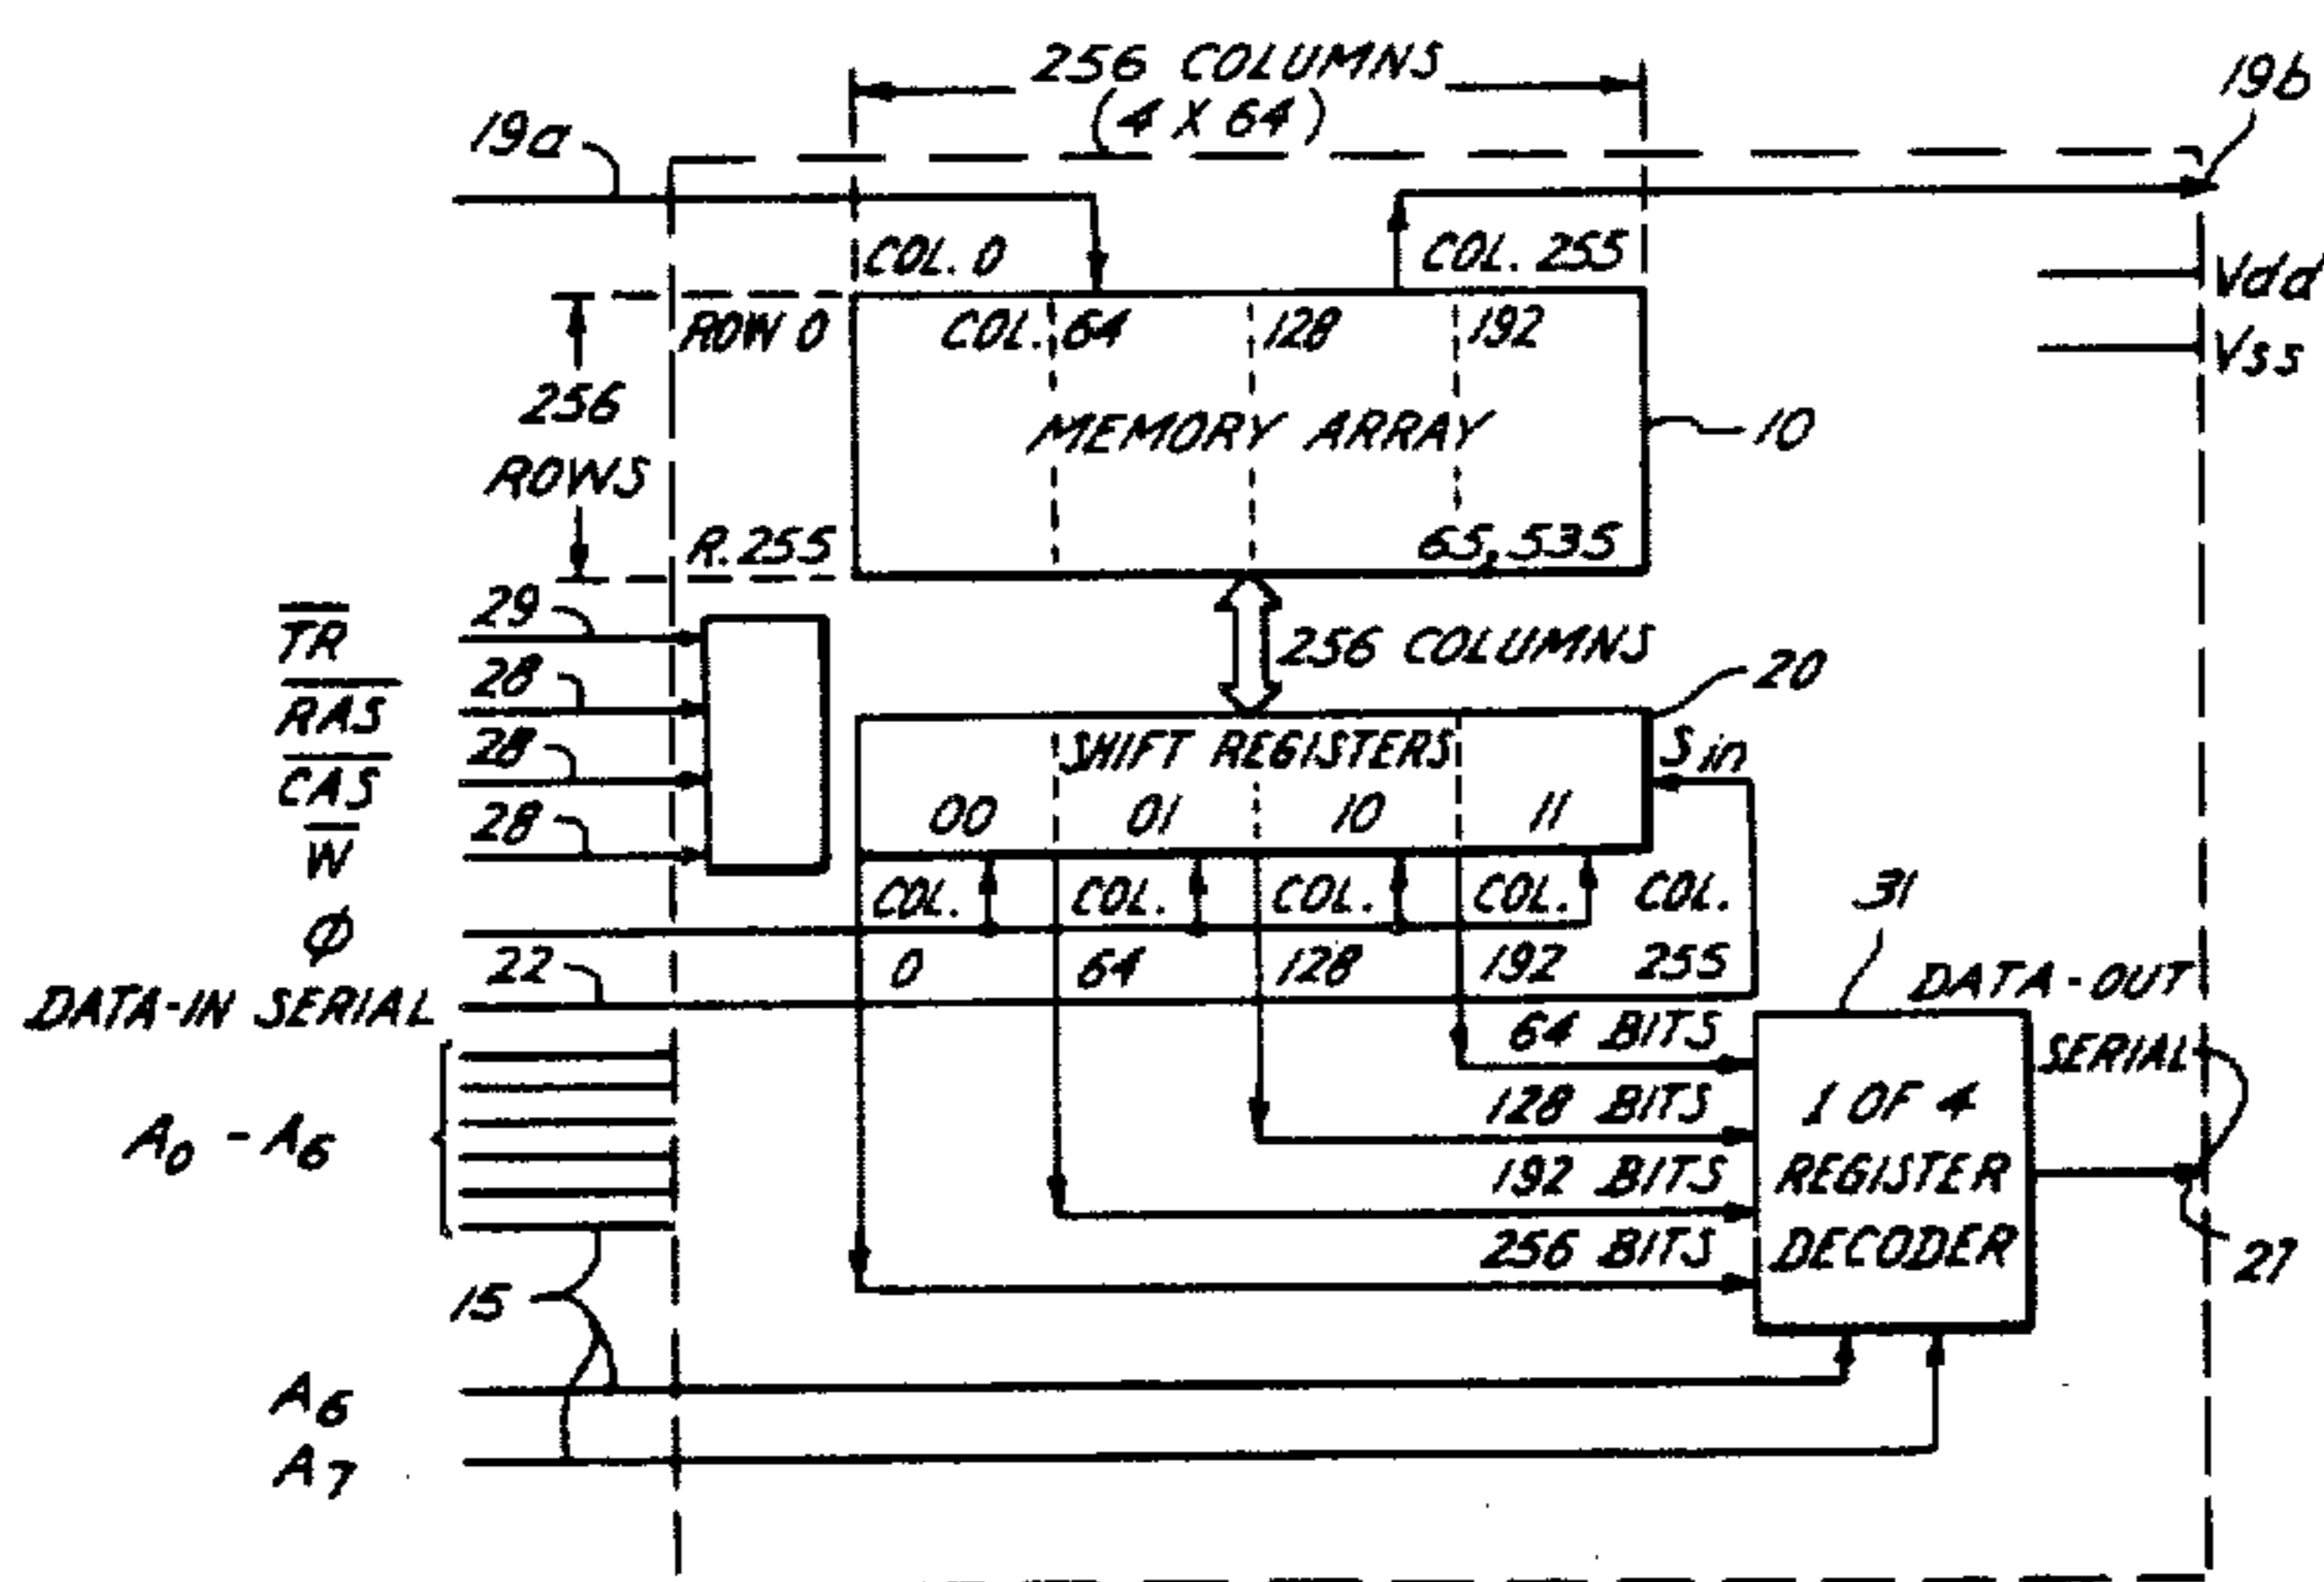 256 COLUMNS
(4 X 64)
19a
19b
COL. 0
COL. 255
Vdd
ROW 0
COL. 64
128
192
Vss
256
ROWS
MEMORY ARRAY
10
R. 255
65,535
TR
29
256 COLUMNS
RAS
28
20
CAS
28
SHIFT REGISTERS
Sin
W
28
00
01
10
11
COL.
COL.
COL.
COL.
COL.
31
φ
0
64
128
192
255
22
DATA-IN SERIAL
DATA-OUT
SERIAL
64 BITS
128 BITS
192 BITS
256 BITS
1 OF 4
REGISTER
DECODER
A0 - A6
27
15
A6
A7